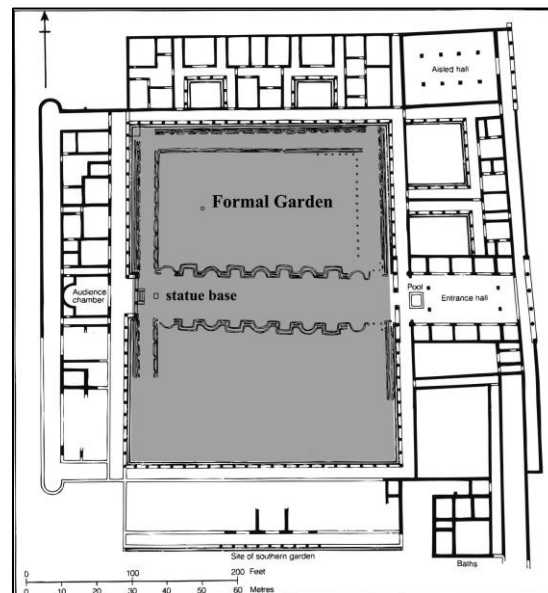 Aisled hall
Formal Garden
Audience
chamber
statue base
Pool
Entrance hall
Site of southern garden
Baths
0 100 200 Feet
0 10 20 30 40 50 60 Metres